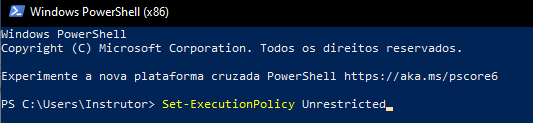 Windows PowerShell (x86)
Windows PowerShell
Copyright (C) Microsoft Corporation. Todos os direitos reservados.
Experimente a nova plataforma cruzada PowerShell https://aka.ms/pscore6
PS C:\Users\Instrutor> Set-ExecutionPolicy Unrestricted